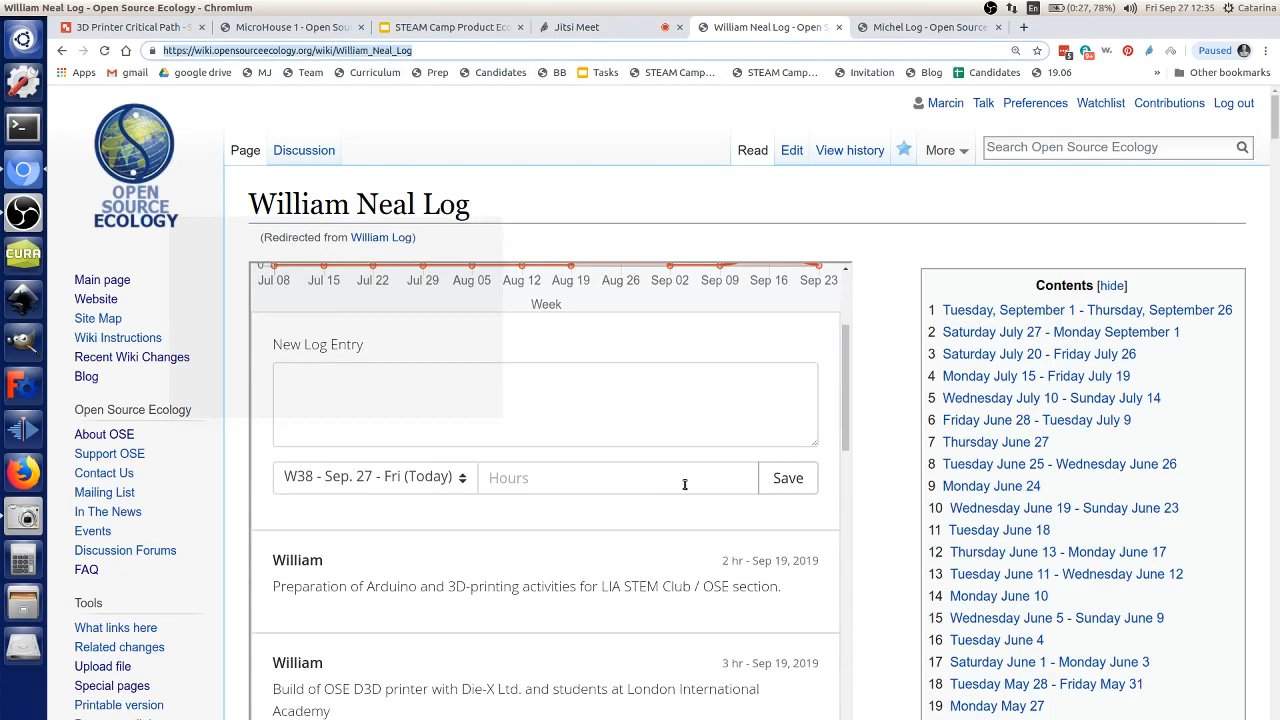 William Neal Log - Open Source Ecology - Chromium
En
(0:27, 78%)
Fri Sep 27 12:35
Catarina
3D Printer Critical Path - S
MicroHouse 1 - Open Sou
STEAM Camp Product Ec
Jitsi Meet
William Neal Log - Open S
Michel Log - Open Source
https://wiki.opensourceecology.org/wiki/William_Neal_Log
Paused
Apps
gmail
google drive
MJ
Team
Curriculum
Prep
Candidates
BB
Tasks
STEAM Camp...
STEAM Camp...
Invitation
Blog
Candidates
19.06
»
Other bookmarks
Marcin
Talk
Preferences
Watchlist
Contributions
Log out
OPEN
SOURCE
ECOLOGY
Page
Discussion
Read
Edit
View history
More
Search Open Source Ecology
William Neal Log
(Redirected from William Log)
Main page
Website
Site Map
Wiki Instructions
Recent Wiki Changes
Blog
Open Source Ecology
About OSE
Support OSE
Contact Us
Mailing List
In The News
Events
Discussion Forums
FAQ
Tools
What links here
Related changes
Upload file
Special pages
Printable version
CURA
0
Jul 08
Jul 15
Jul 22
Jul 29
Aug 05
Aug 12
Aug 19
Aug 26
Sep 02
Sep 09
Sep 16
Sep 23
Week
New Log Entry
W38 - Sep. 27 - Fri (Today)
Hours
Save
William
2 hr - Sep 19, 2019
Preparation of Arduino and 3D-printing activities for LIA STEM Club / OSE section.
William
3 hr - Sep 19, 2019
Build of OSE D3D printer with Die-X Ltd. and students at London International
Academy
Contents [hide]
1 Tuesday, September 1 - Thursday, September 26
2 Saturday July 27 - Monday September 1
3 Saturday July 20 - Friday July 26
4 Monday July 15 - Friday July 19
5 Wednesday July 10 - Sunday July 14
6 Friday June 28 - Tuesday July 9
7 Thursday June 27
8 Tuesday June 25 - Wednesday June 26
9 Monday June 24
10 Wednesday June 19 - Sunday June 23
11 Tuesday June 18
12 Thursday June 13 - Monday June 17
13 Tuesday June 11 - Wednesday June 12
14 Monday June 10
15 Wednesday June 5 - Sunday June 9
16 Tuesday June 4
17 Saturday June 1 - Monday June 3
18 Tuesday May 28 - Friday May 31
19 Monday May 27